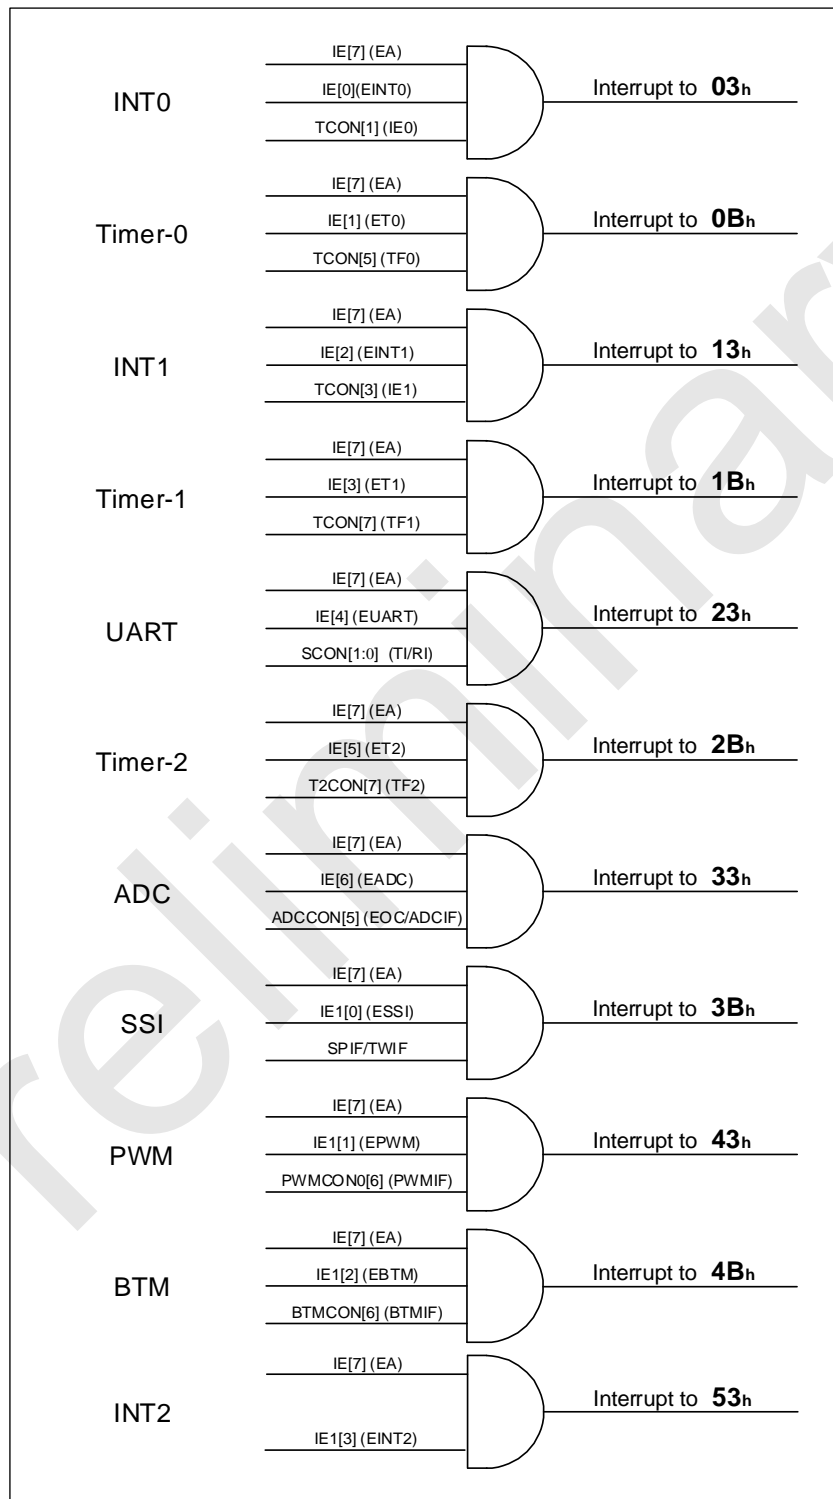 IE[7] (EA)
INT0
IE[0](EINT0)
Interrupt to 03h
TCON[1] (IE0)
IE[7] (EA)
Timer-0
IE[1] (ET0)
Interrupt to 0Bh
TCON[5] (TF0)
IE[7] (EA)
INT1
IE[2] (EINT1)
Interrupt to 13h
TCON[3] (IE1)
IE[7] (EA)
Timer-1
IE[3] (ET1)
Interrupt to 1Bh
TCON[7] (TF1)
IE[7] (EA)
UART
IE[4] (EUART)
Interrupt to 23h
SCON[1:0] (TI/RI)
IE[7] (EA)
Timer-2
IE[5] (ET2)
Interrupt to 2Bh
T2CON[7] (TF2)
IE[7] (EA)
ADC
IE[6] (EADC)
Interrupt to 33h
ADCCON[5] (EOC/ADCIF)
IE[7] (EA)
SSI
IE1[0] (ESSI)
Interrupt to 3Bh
SPIF/TWIF
IE[7] (EA)
PWM
IE1[1] (EPWM)
Interrupt to 43h
PWMCON0[6] (PWMIF)
IE[7] (EA)
BTM
IE1[2] (EBTM)
Interrupt to 4Bh
BTMCON[6] (BTMIF)
IE[7] (EA)
INT2
Interrupt to 53h
IE1[3] (EINT2)
reliminar